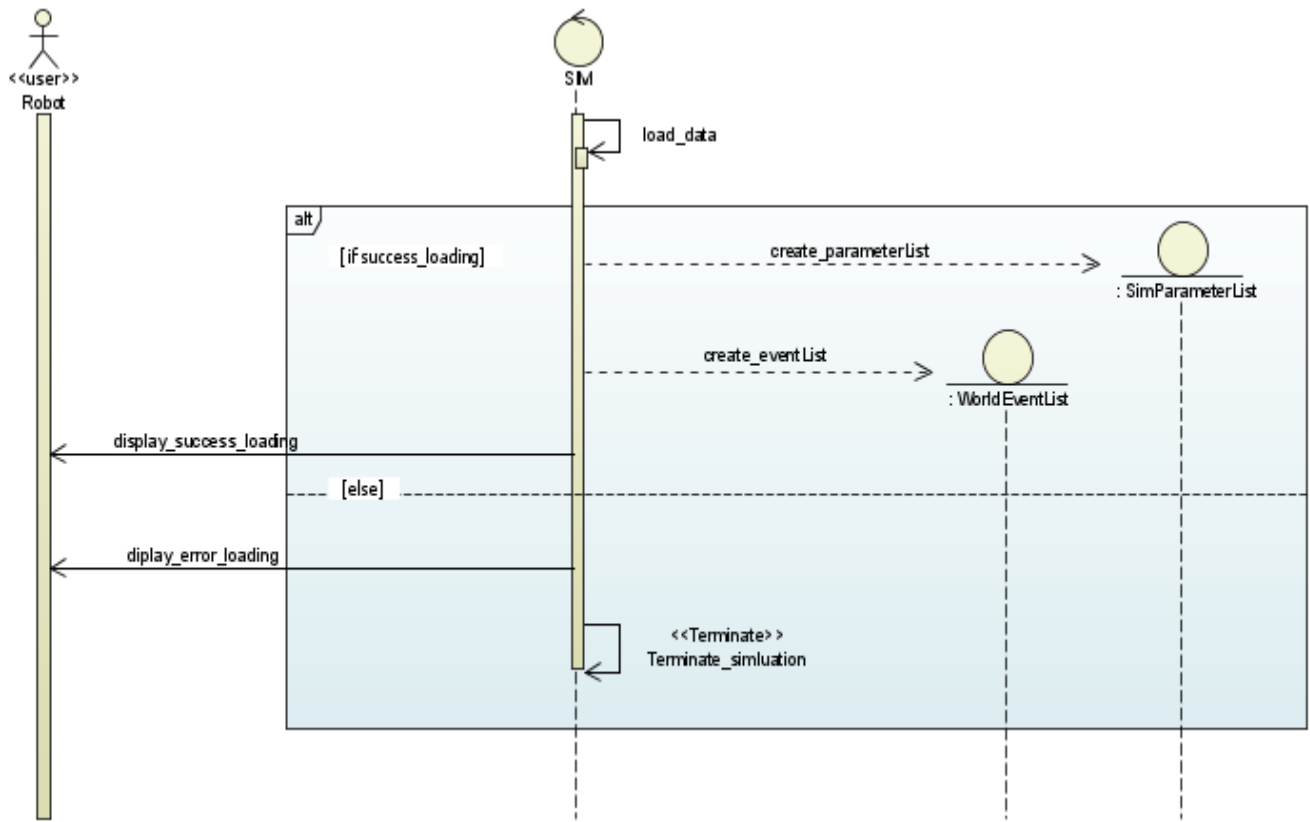 <<user>>
Robot
SIM
load_data
alt
[if success_loading]
create_parameterList
: SimParameterList
create_eventList
: WorldEventList
display_success_loading
[else]
diplay_error_loading
<<Terminate>>
Terminate_simluation